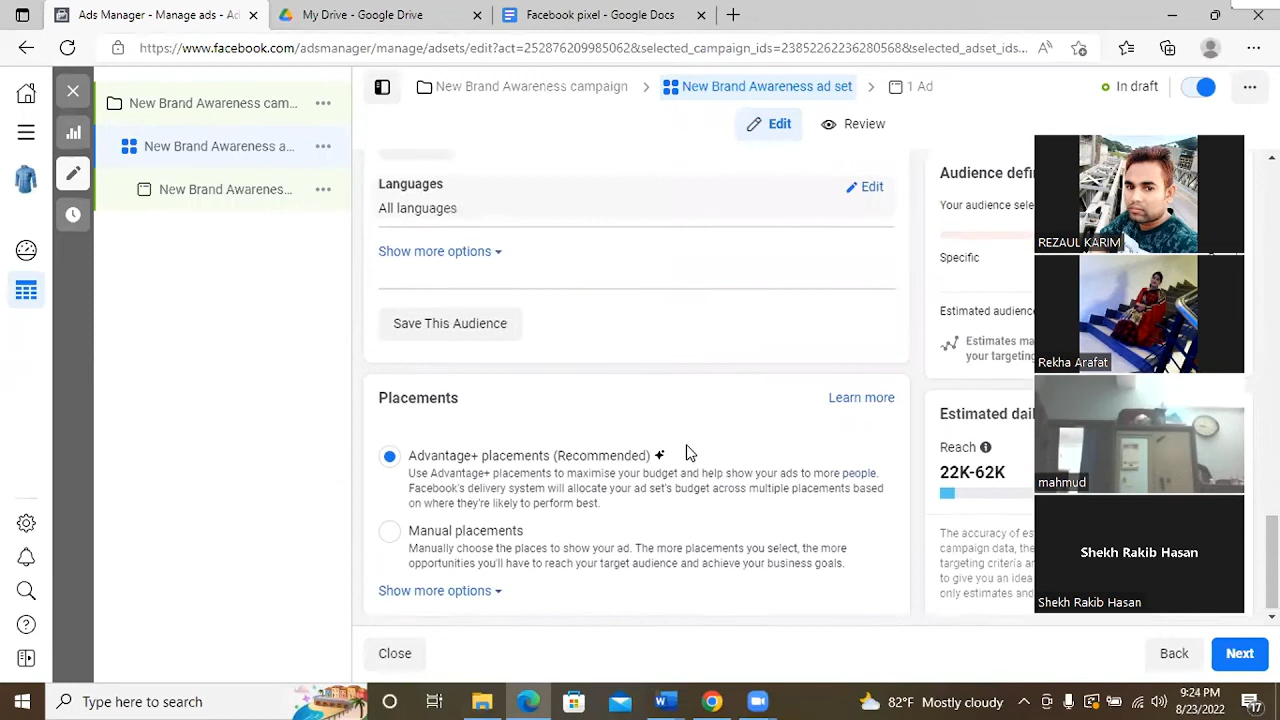 Ads Manager - Manage ads - Ad
My Drive - Google Drive
Facebook pixel - Google Docs
https://www.facebook.com/adsmanager/manage/adsets/edit?act=252876209985062&selected_campaign_ids=23852262236280568&selected_adset_ids...
New Brand Awareness cam...
New Brand Awareness a...
New Brand Awarenes...
New Brand Awareness campaign
New Brand Awareness ad set
1 Ad
In draft
Edit
Review
Languages
Edit
All languages
Show more options
Save This Audience
Placements
Learn more
Advantage+ placements (Recommended)
Use Advantage+ placements to maximise your budget and help show your ads to more people.
Facebook's delivery system will allocate your ad set's budget across multiple placements based
on where they're likely to perform best.
Manual placements
Manually choose the places to show your ad. The more placements you select, the more
opportunities you'll have to reach your target audience and achieve your business goals.
Show more options
Audience defi
Your audience sele
Specific
Estimated audienc
Estimates ma
your targeting
Estimated dail
Reach
22K-62K
The accuracy of es
campaign data, the
targeting criteria ar
to give you an idea
only estimates and
REZAUL KARIM
Rekha Arafat
mahmud
Shekh Rakib Hasan
Shekh Rakib Hasan
Close
Back
Next
Type here to search
82°F Mostly cloudy
9:24 PM
8/23/2022
17